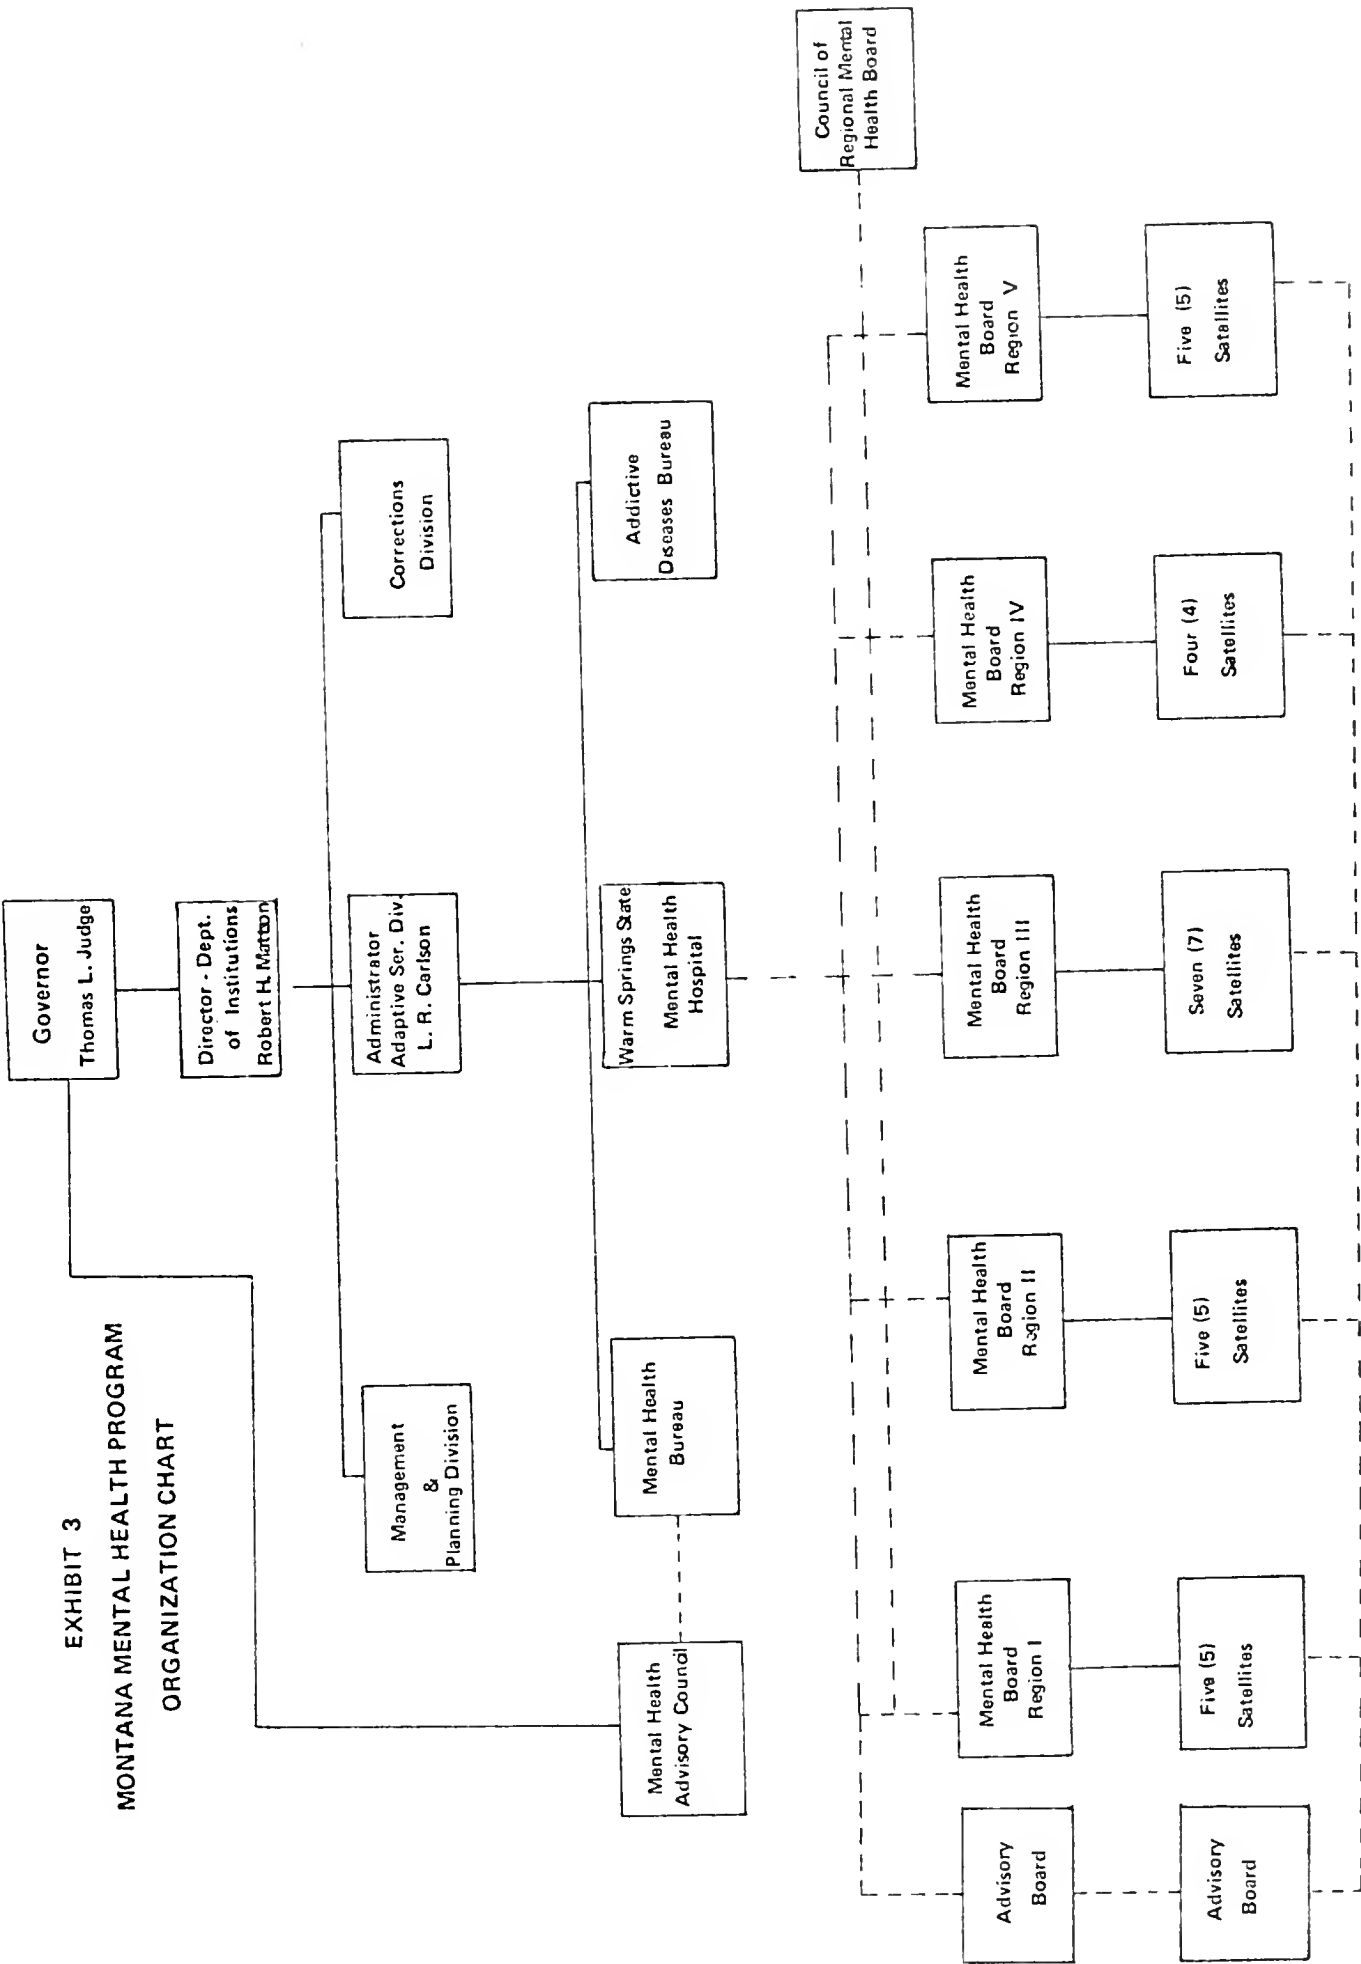 EXHIBIT 3
MONTANA MENTAL HEALTH PROGRAM
ORGANIZATION CHART
Governor
Thomas L. Judge
Director - Dept.
of Institutions
Robert H. Mattson
Management
&
Planning Division
Administrator
Adaptive Ser. Div.
L. R. Carlson
Corrections
Division
Mental Health
Advisory Council
Mental Health
Bureau
Warm Springs State
Mental Health
Hospital
Addictive
Diseases Bureau
Council of
Regional Mental
Health Board
Advisory
Board
Mental Health
Board
Region I
Mental Health
Board
Region II
Mental Health
Board
Region III
Mental Health
Board
Region IV
Mental Health
Board
Region V
Advisory
Board
Five (5)
Satellites
Five (5)
Satellites
Seven (7)
Satellites
Four (4)
Satellites
Five (5)
Satellites